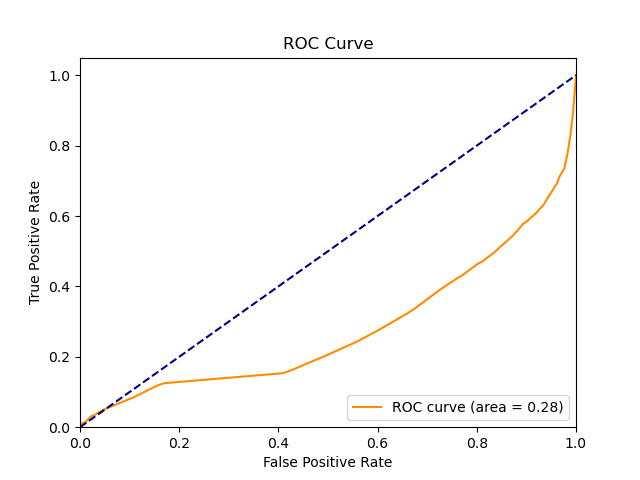 ROC Curve
True Positive Rate
1.0
0.8
0.6
0.4
0.2
0.0
ROC curve (area = 0.28)
0.0 0.2 0.4 0.6 0.8 1.0
False Positive Rate